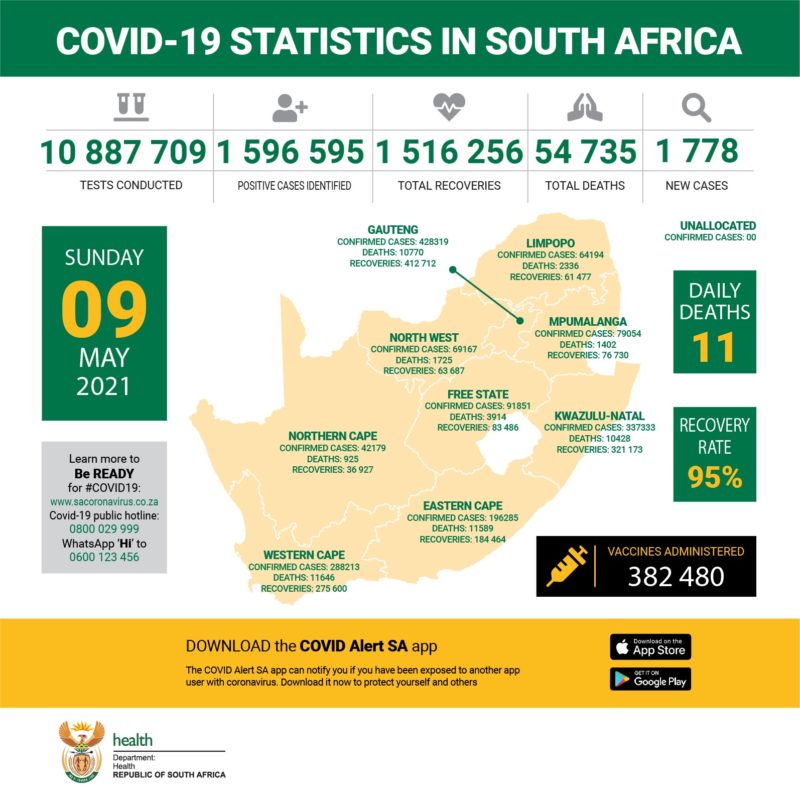 COVID-19 STATISTICS IN SOUTH AFRICA
10 887 709
TESTS CONDUCTED
1 596 595
POSITIVE CASES IDENTIFIED
1 516 256
TOTAL RECOVERIES
54 735
TOTAL DEATHS
1 778
NEW CASES
SUNDAY
09
MAY
2021
GAUTENG
CONFIRMED CASES: 428319
DEATHS: 10770
RECOVERIES: 412 712
LIMPOPO
CONFIRMED CASES: 64194
DEATHS: 2336
RECOVERIES: 61 477
UNALLOCATED
CONFIRMED CASES: 00
MPUMALANGA
CONFIRMED CASES: 79054
DEATHS: 1402
RECOVERIES: 76 730
NORTH WEST
CONFIRMED CASES: 69167
DEATHS: 1725
RECOVERIES: 63 687
DAILY
DEATHS
11
FREE STATE
CONFIRMED CASES: 91851
DEATHS: 3914
RECOVERIES: 83 486
KWAZULU-NATAL
CONFIRMED CASES: 337333
DEATHS: 10428
RECOVERIES: 321 173
RECOVERY
RATE
95%
NORTHERN CAPE
CONFIRMED CASES: 42179
DEATHS: 925
RECOVERIES: 36 927
Learn more to
Be READY
for #COVID19:
www.sacoronavirus.co.za
Covid-19 public hotline:
0800 029 999
WhatsApp 'Hi' to
0600 123 456
EASTERN CAPE
CONFIRMED CASES: 196285
DEATHS: 11589
RECOVERIES: 184 464
WESTERN CAPE
CONFIRMED CASES: 288213
DEATHS: 11646
RECOVERIES: 275 600
VACCINES ADMINISTERED
382 480
DOWNLOAD the COVID Alert SA app
The COVID Alert SA app can notify you if you have been exposed to another app
user with coronavirus. Download it now to protect yourself and others
Download on the
App Store
GET IT ON
Google Play
health
Department:
Health
REPUBLIC OF SOUTH AFRICA